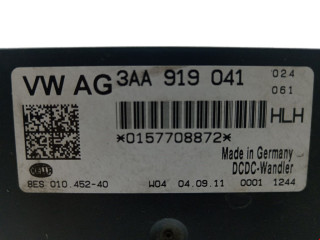 VW AG 3AA 919 041 024
061
HLH
*0157708872*
Made in Germany
DCDC-Wandler
HELLA 8ES 010.452-40 W04 04.09.11 0001 1244